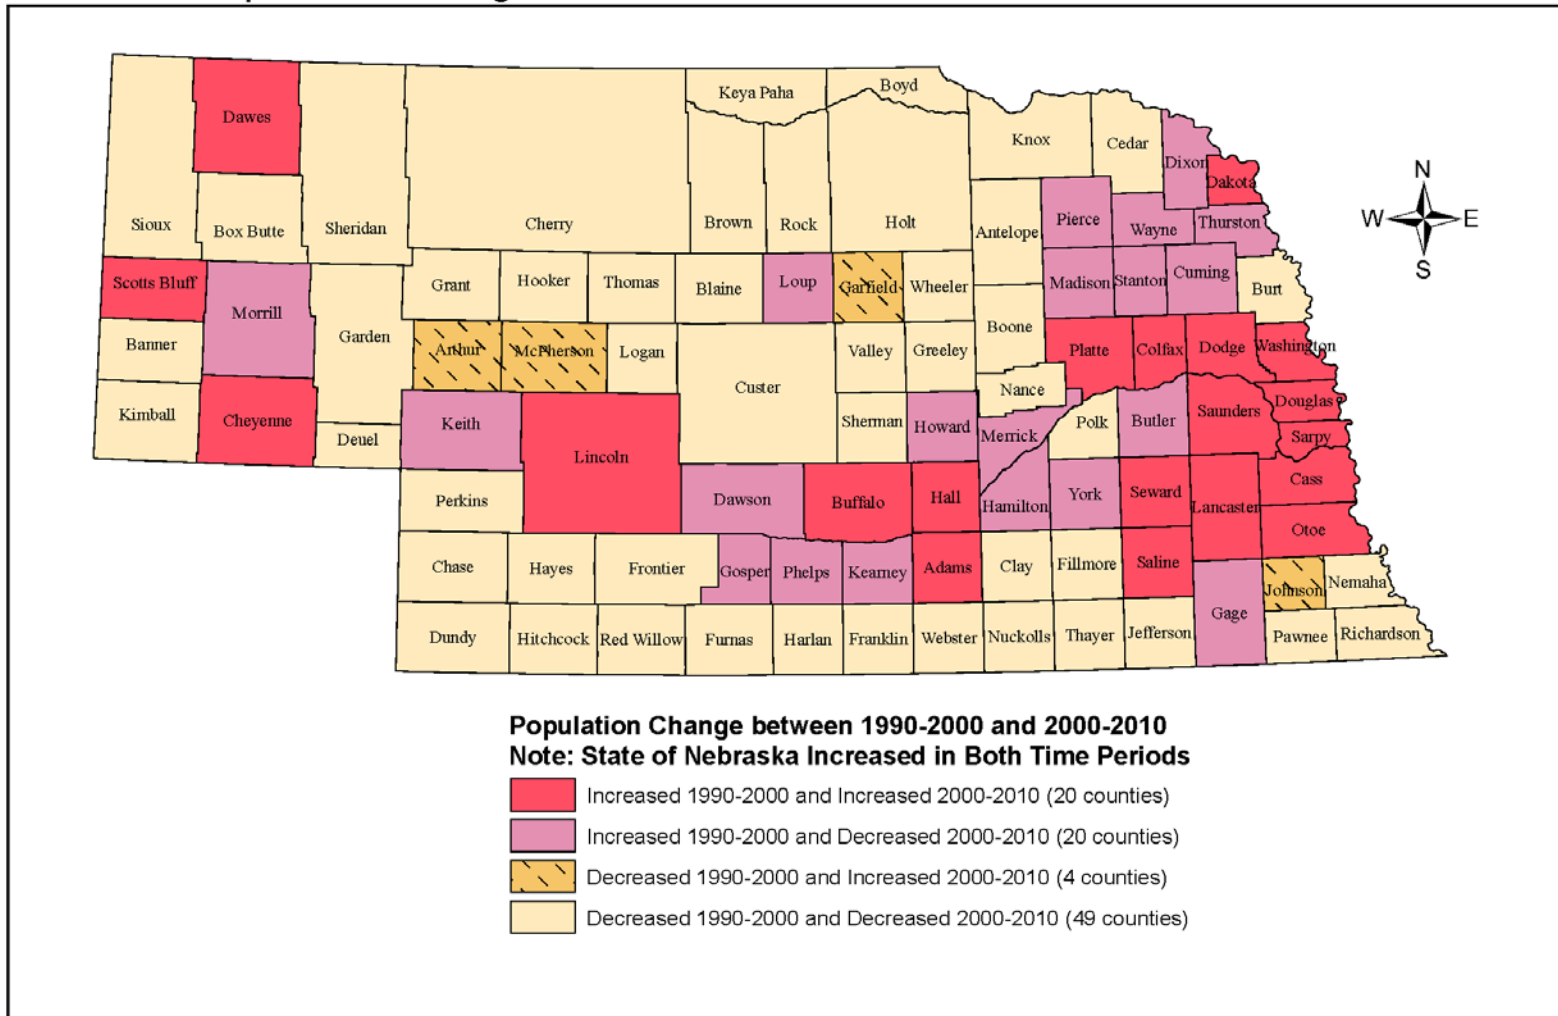 Dawes
Keya Paha
Boyd
Knox
Cedar
Dixon
Dakota
N
W E
S
Sioux
Box Butte
Sheridan
Cherry
Brown
Rock
Holt
Antelope
Pierce
Wayne
Thurston
Scotts Bluff
Morrill
Garden
Grant
Hooker
Thomas
Blaine
Loup
Garfield
Wheeler
Boone
Madison
Stanton
Cuming
Burt
Banner
Arthur
McPherson
Logan
Custer
Valley
Greeley
Platte
Colfax
Dodge
Washington
Kimball
Cheyenne
Deuel
Keith
Lincoln
Sherman
Howard
Nance
Merrick
Polk
Butler
Saunders
Douglas
Sarpy
Perkins
Dawson
Buffalo
Hall
Hamilton
York
Seward
Lancaster
Cass
Otoe
Chase
Hayes
Frontier
Gosper
Phelps
Kearney
Adams
Clay
Fillmore
Saline
Gage
Johnson
Nemaha
Dundy
Hitchcock
Red Willow
Furnas
Harlan
Franklin
Webster
Nuckolls
Thayer
Jefferson
Pawnee
Richardson
Population Change between 1990-2000 and 2000-2010
Note: State of Nebraska Increased in Both Time Periods
Increased 1990-2000 and Increased 2000-2010 (20 counties)
Increased 1990-2000 and Decreased 2000-2010 (20 counties)
Decreased 1990-2000 and Increased 2000-2010 (4 counties)
Decreased 1990-2000 and Decreased 2000-2010 (49 counties)